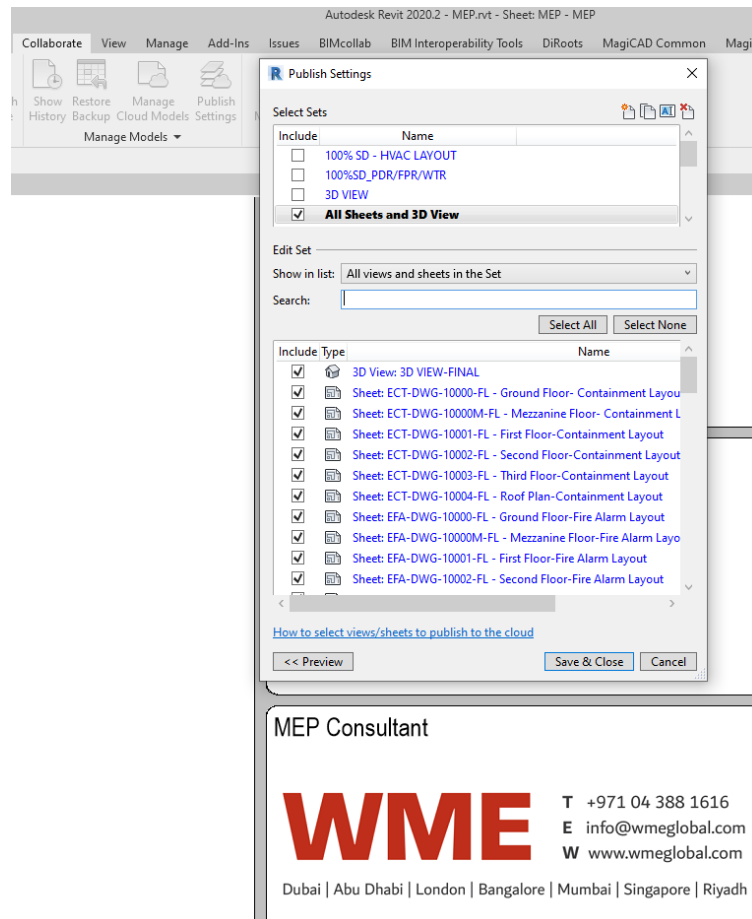 Autodesk Revit 2020.2 - MEP.rvt - Sheet: MEP - MEP
Collaborate View Manage Add-Ins Issues BIMcollab BIM Interoperability Tools DiRoots MagiCAD Common Magi
Show History Restore Backup Manage Cloud Models Publish Settings
Manage Models
Publish Settings
Select Sets
Include Name
100% SD - HVAC LAYOUT
100%SD_PDR/FPR/WTR
3D VIEW
All Sheets and 3D View
Edit Set
Show in list: All views and sheets in the Set
Search:
Select All Select None
Include Type Name
3D View: 3D VIEW-FINAL
Sheet: ECT-DWG-10000-FL - Ground Floor- Containment Layou
Sheet: ECT-DWG-10000M-FL - Mezzanine Floor- Containment L
Sheet: ECT-DWG-10001-FL - First Floor-Containment Layout
Sheet: ECT-DWG-10002-FL - Second Floor-Containment Layout
Sheet: ECT-DWG-10003-FL - Third Floor-Containment Layout
Sheet: ECT-DWG-10004-FL - Roof Plan-Containment Layout
Sheet: EFA-DWG-10000-FL - Ground Floor-Fire Alarm Layout
Sheet: EFA-DWG-10000M-FL - Mezzanine Floor-Fire Alarm Layo
Sheet: EFA-DWG-10001-FL - First Floor-Fire Alarm Layout
Sheet: EFA-DWG-10002-FL - Second Floor-Fire Alarm Layout
How to select views/sheets to publish to the cloud
<< Preview Save & Close Cancel
MEP Consultant
WME
T +971 04 388 1616
E info@wmeglobal.com
W www.wmeglobal.com
Dubai | Abu Dhabi | London | Bangalore | Mumbai | Singapore | Riyadh